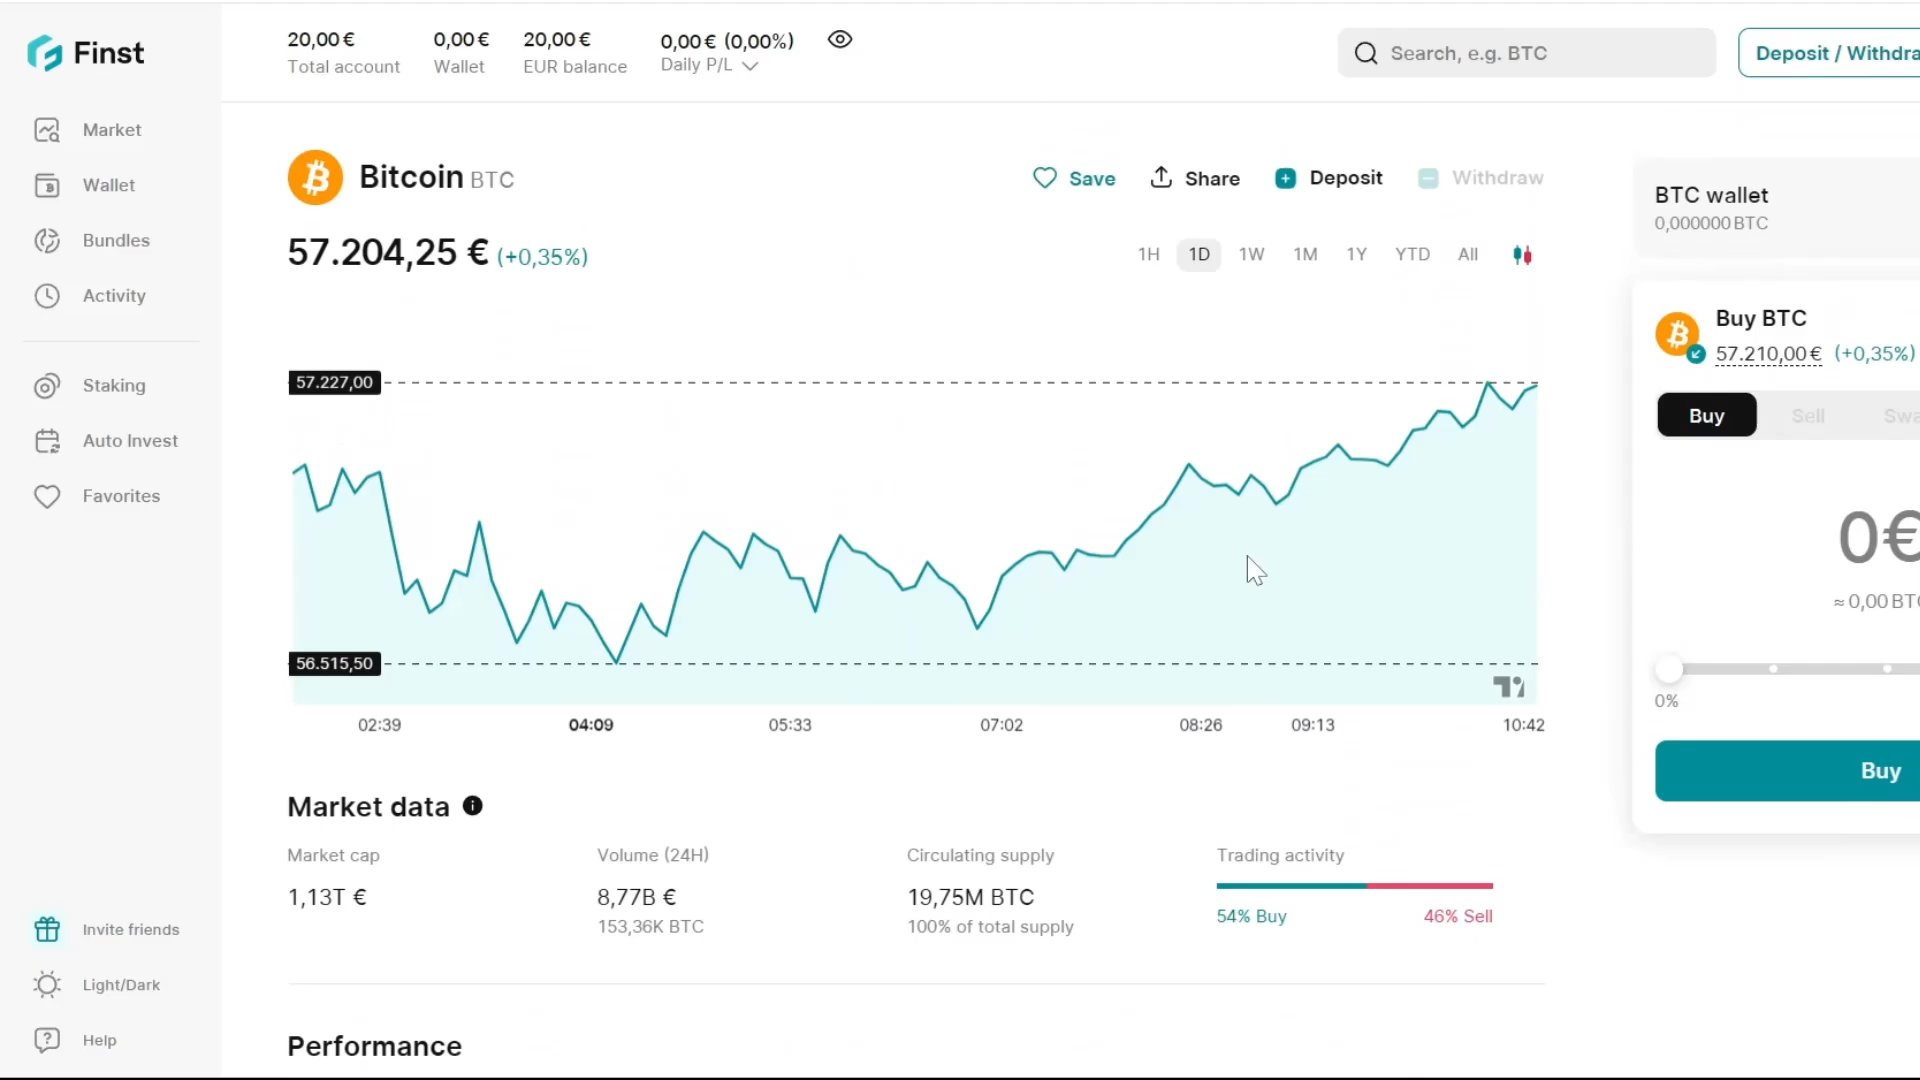 Finst
20,00 € 0,00 € 20,00 € 0,00 € (0,00%)
Total account Wallet EUR balance Daily P/L
Search, e.g. BTC
Deposit / Withdra
Market
Wallet
Bundles
Activity
Staking
Auto Invest
Favorites
Invite friends
Light/Dark
Help
Bitcoin BTC
Save Share Deposit Withdraw
57.204,25 € (+0,35%)
1H 1D 1W 1M 1Y YTD All
57.227,00
56.515,50
02:39 04:09 05:33 07:02 08:26 09:13 10:42
Market data
Market cap Volume (24H) Circulating supply Trading activity
1,13T € 8,77B € 19,75M BTC
153,36K BTC 100% of total supply
54% Buy 46% Sell
Performance
BTC wallet
0,000000 BTC
Buy BTC
57.210,00 € (+0,35%)
Buy Sell Swa
0€
≈ 0,00 BTC
0%
Buy